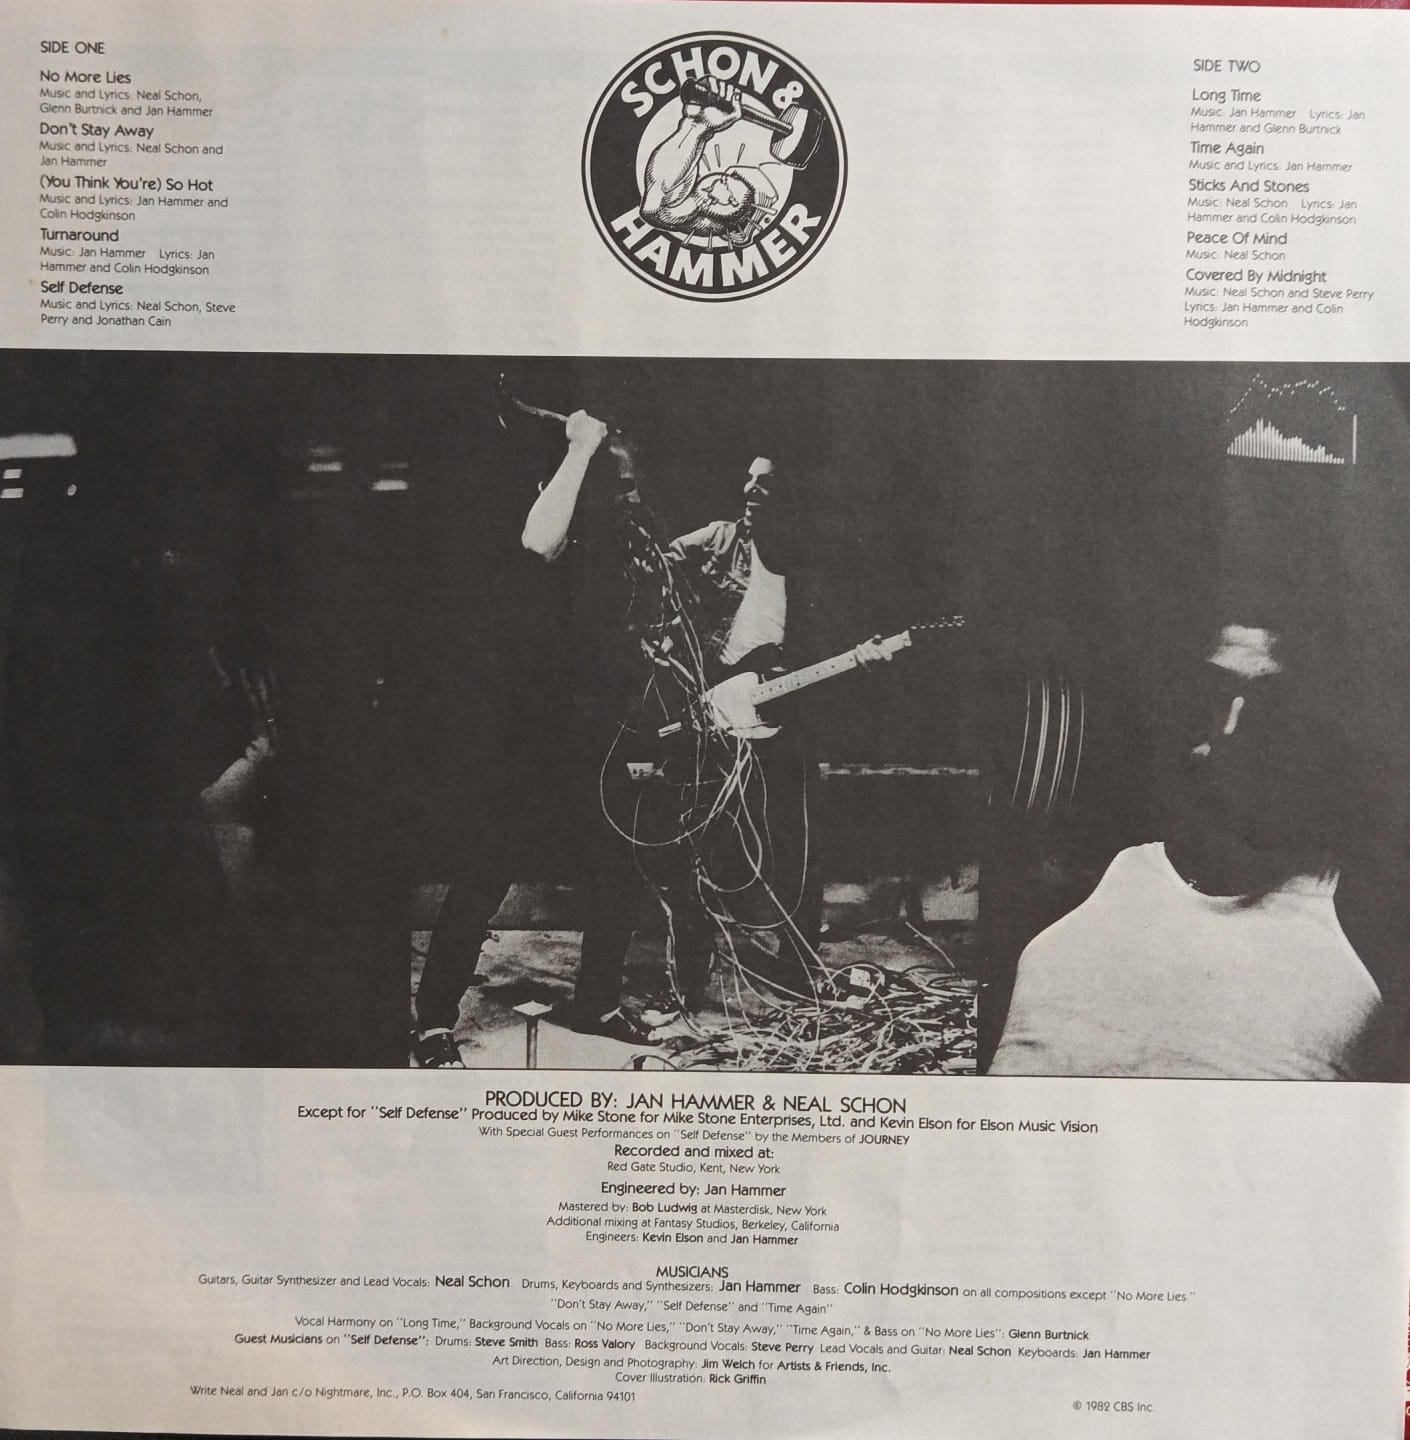 SIDE ONE
No More Lies
Music and Lyrics: Neal Schon,
Glenn Burtnick and Jan Hammer
Don't Stay Away
Music and Lyrics: Neal Schon and
Jan Hammer
(You Think You're) So Hot
Music and Lyrics: Jan Hammer and
Colin Hodgkinson
Turnaround
Music: Jan Hammer Lyrics: Jan
Hammer and Colin Hodgkinson
Self Defense
Music and Lyrics: Neal Schon, Steve
Perry and Jonathan Cain
SCHON &
HAMMER
SIDE TWO
Long Time
Music: Jan Hammer Lyrics: Jan
Hammer and Glenn Burtnick
Time Again
Music and Lyrics: Jan Hammer
Sticks And Stones
Music: Neal Schon Lyrics: Jan
Hammer and Colin Hodgkinson
Peace Of Mind
Music: Neal Schon
Covered By Midnight
Music: Neal Schon and Steve Perry
Lyrics: Jan Hammer and Colin
Hodgkinson
PRODUCED BY: JAN HAMMER & NEAL SCHON
Except for "Self Defense" Produced by Mike Stone for Mike Stone Enterprises, Ltd. and Kevin Elson for Elson Music Vision
With Special Guest Performances on "Self Defense" by the Members of JOURNEY
Recorded and mixed at:
Red Gate Studio, Kent, New York
Engineered by: Jan Hammer
Mastered by: Bob Ludwig at Masterdisk, New York
Additional mixing at Fantasy Studios, Berkeley, California
Engineers: Kevin Elson and Jan Hammer
MUSICIANS
Guitars, Guitar Synthesizer and Lead Vocals: Neal Schon Drums, Keyboards and Synthesizers: Jan Hammer Bass: Colin Hodgkinson on all compositions except "No More Lies."
"Don't Stay Away," "Self Defense" and "Time Again"
Vocal Harmony on "Long Time," Background Vocals on "No More Lies," "Don't Stay Away," "Time Again," & Bass on "No More Lies": Glenn Burtnick
Guest Musicians on "Self Defense": Drums: Steve Smith Bass: Ross Valory Background Vocals: Steve Perry Lead Vocals and Guitar: Neal Schon Keyboards: Jan Hammer
Art Direction, Design and Photography: Jim Welch for Artists & Friends, Inc.
Cover Illustration: Rick Griffin
Write Neal and Jan c/o Nightmare, Inc., P.O. Box 404, San Francisco, California 94101
© 1982 CBS Inc.